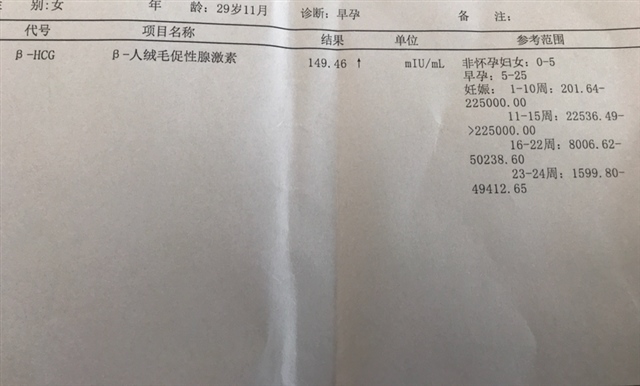 别:女 年 龄: 29岁11月 诊断: 早孕 备 注:
代号 项目名称 结果 单位 参考范围
β-HCG β-人绒毛促性腺激素 149.46 ↑ mIU/mL 非怀孕妇女: 0-5
早孕: 5-25
妊娠: 1-10周: 201.64-
225000.00
11-15周: 22536.49-
>225000.00
16-22周: 8006.62-
50238.60
23-24周: 1599.80-
49412.65